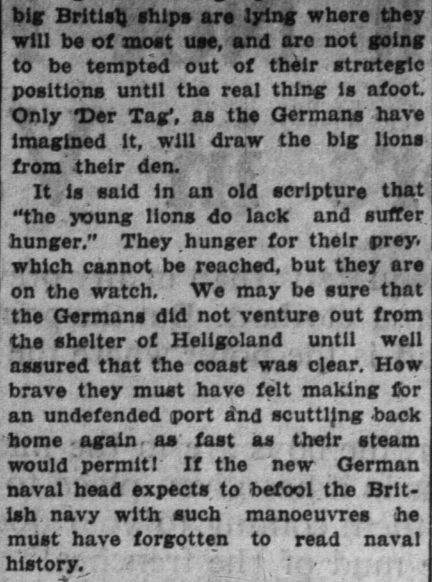 big British ships are lying where they
will be of most use, and are not going
to be tempted out of their strategic
positions until the real thing is afoot.
Only 'Der Tag', as the Germans have
imagined it, will draw the big lions
from their den.
It is said in an old scripture that
"the young lions do lack and suffer
hunger." They hunger for their prey,
which cannot be reached, but they are
on the watch. We may be sure that
the Germans did not venture out from
the shelter of Heligoland until well
assured that the coast was clear. How
brave they must have felt making for
an undefended port and scuttling back
home again as fast as their steam
would permit! If the new German
naval head expects to befool the Brit-
ish navy with such manoeuvres he
must have forgotten to read naval
history.